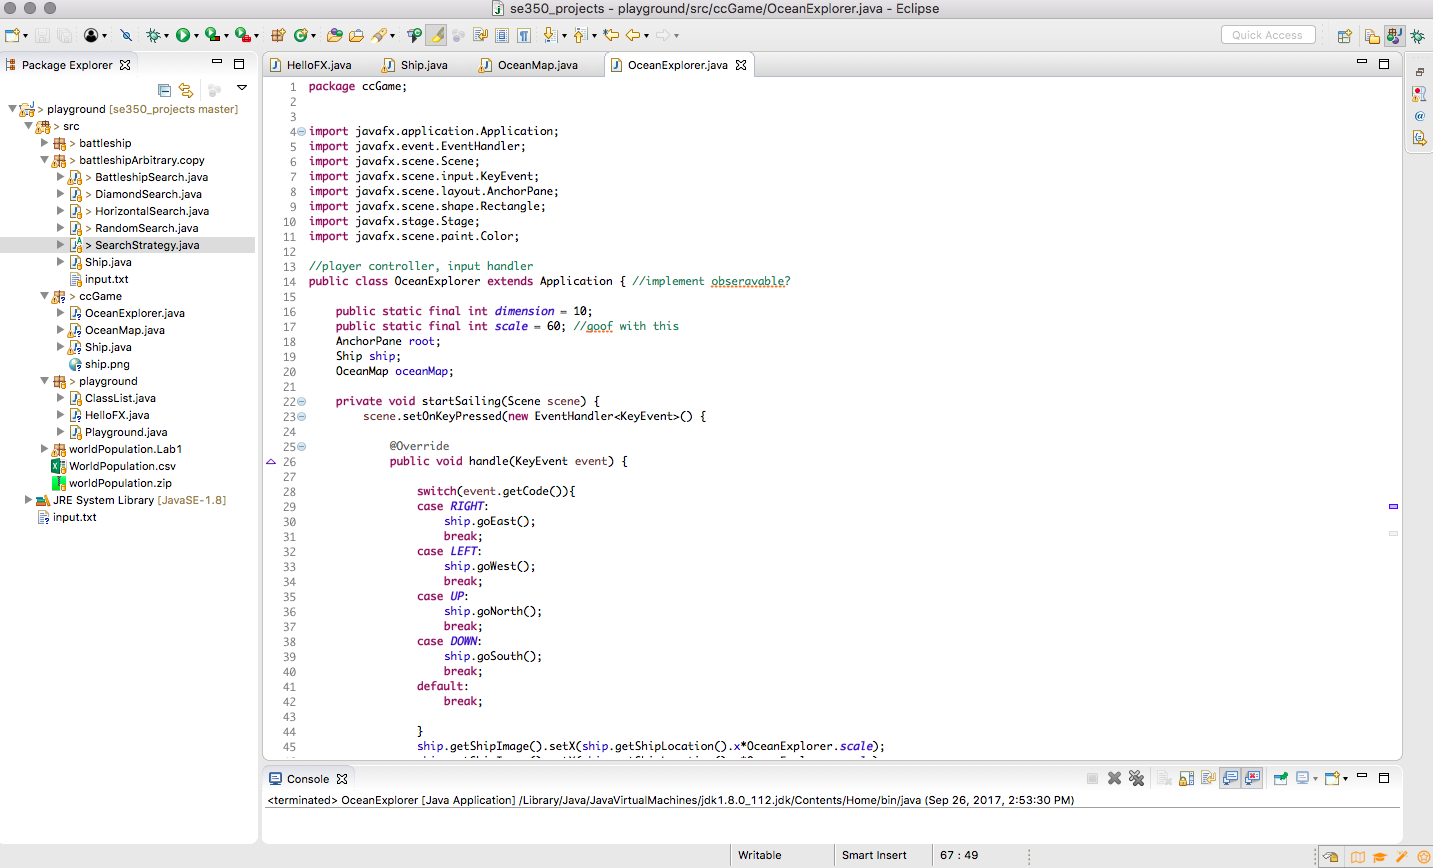 se350_projects - playground/src/ccGame/OceanExplorer.java - Eclipse
Quick Access
Package Explorer
> playground [se350_projects master]
> src
> battleship
> battleshipArbitrary.copy
> BattleshipSearch.java
> DiamondSearch.java
> HorizontalSearch.java
> RandomSearch.java
> SearchStrategy.java
Ship.java
input.txt
> ccGame
OceanExplorer.java
OceanMap.java
Ship.java
ship.png
> playground
ClassList.java
HelloFX.java
Playground.java
worldPopulation.Lab1
WorldPopulation.csv
worldPopulation.zip
JRE System Library [JavaSE-1.8]
input.txt
HelloFX.java Ship.java OceanMap.java OceanExplorer.java
1 package ccGame;
2
3
4 import javafx.application.Application;
5 import javafx.event.EventHandler;
6 import javafx.scene.Scene;
7 import javafx.scene.input.KeyEvent;
8 import javafx.scene.layout.AnchorPane;
9 import javafx.scene.shape.Rectangle;
10 import javafx.stage.Stage;
11 import javafx.scene.paint.Color;
12
13 //player controller, input handler
14 public class OceanExplorer extends Application { //implement obseravable?
15
16 public static final int dimension = 10;
17 public static final int scale = 60; //goof with this
18 AnchorPane root;
19 Ship ship;
20 OceanMap oceanMap;
21
22 private void startSailing(Scene scene) {
23 scene.setOnKeyPressed(new EventHandler<KeyEvent>() {
24
25 @Override
26 public void handle(KeyEvent event) {
27
28 switch(event.getCode()){
29 case RIGHT:
30 ship.goEast();
31 break;
32 case LEFT:
33 ship.goWest();
34 break;
35 case UP:
36 ship.goNorth();
37 break;
38 case DOWN:
39 ship.goSouth();
40 break;
41 default:
42 break;
43
44 }
45 ship.getShipImage().setX(ship.getShipLocation().x*OceanExplorer.scale);
Console
<terminated> OceanExplorer [Java Application] /Library/Java/JavaVirtualMachines/jdk1.8.0_112.jdk/Contents/Home/bin/java (Sep 26, 2017, 2:53:30 PM)
Writable Smart Insert 67 : 49